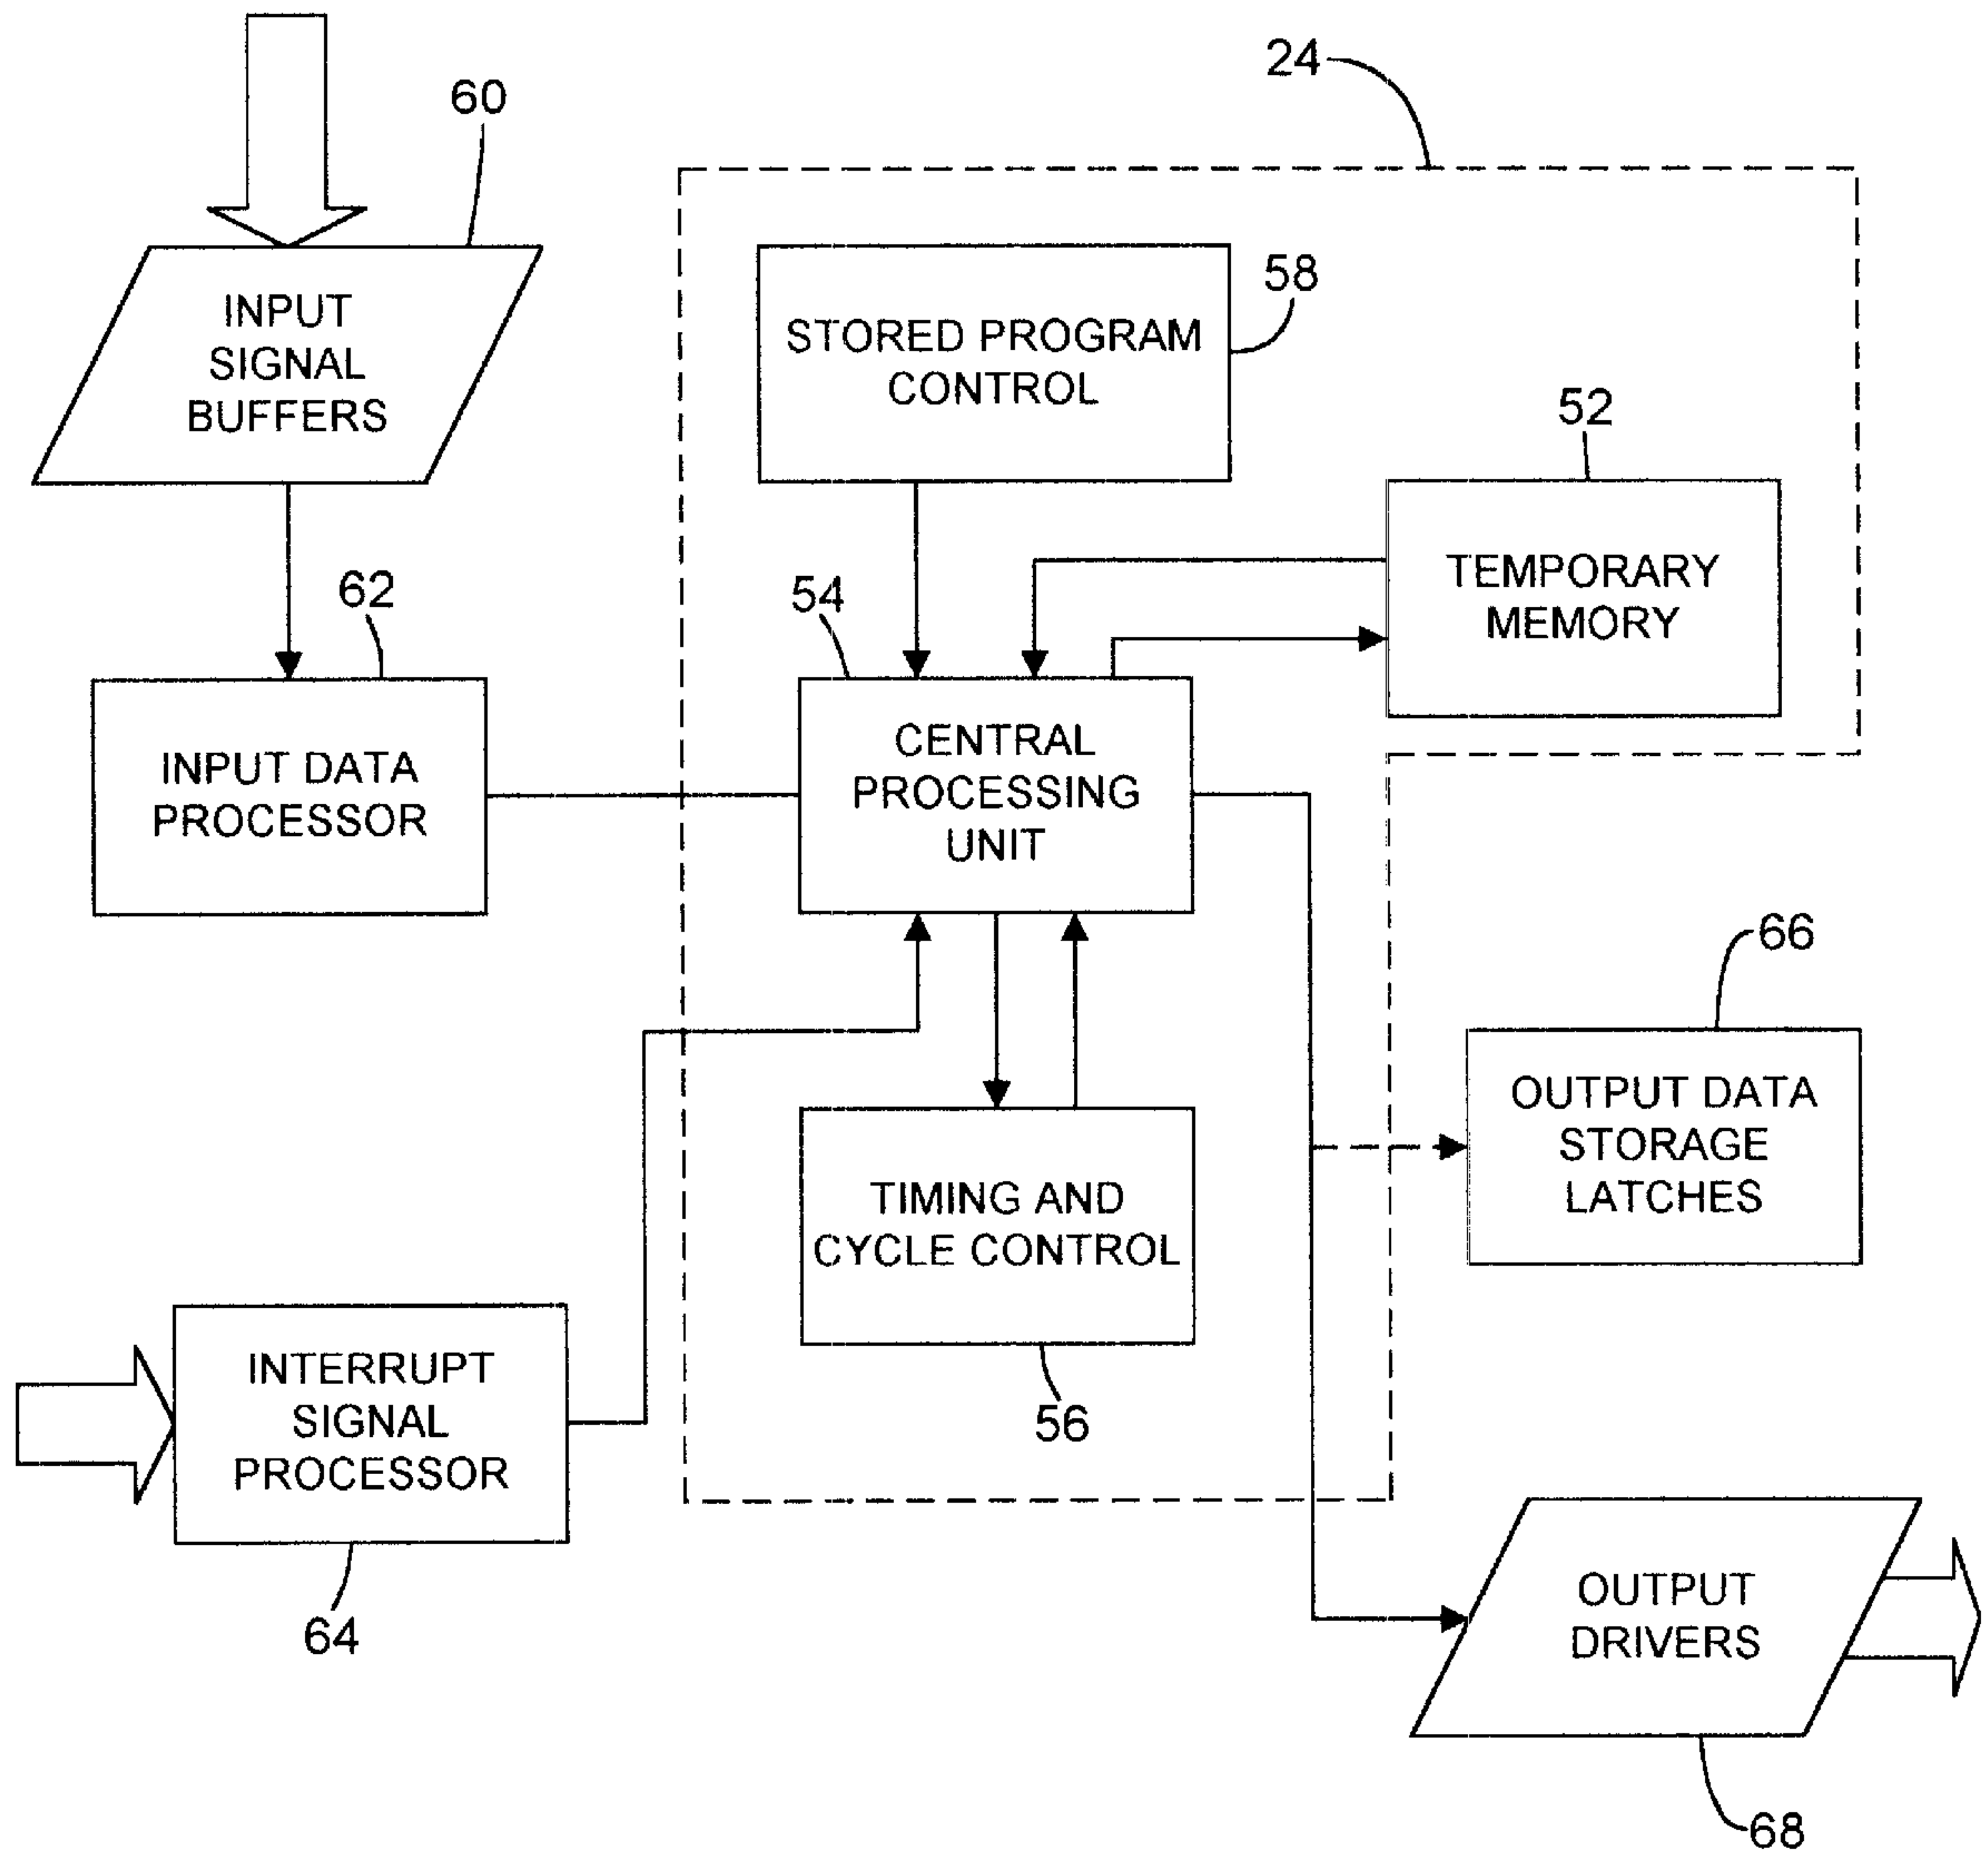 24
60
INPUT
SIGNAL
BUFFERS
58
STORED PROGRAM
CONTROL
52
TEMPORARY
MEMORY
62
INPUT DATA
PROCESSOR
54
CENTRAL
PROCESSING
UNIT
66
OUTPUT DATA
STORAGE
LATCHES
TIMING AND
CYCLE CONTROL
56
INTERRUPT
SIGNAL
PROCESSOR
64
OUTPUT
DRIVERS
68